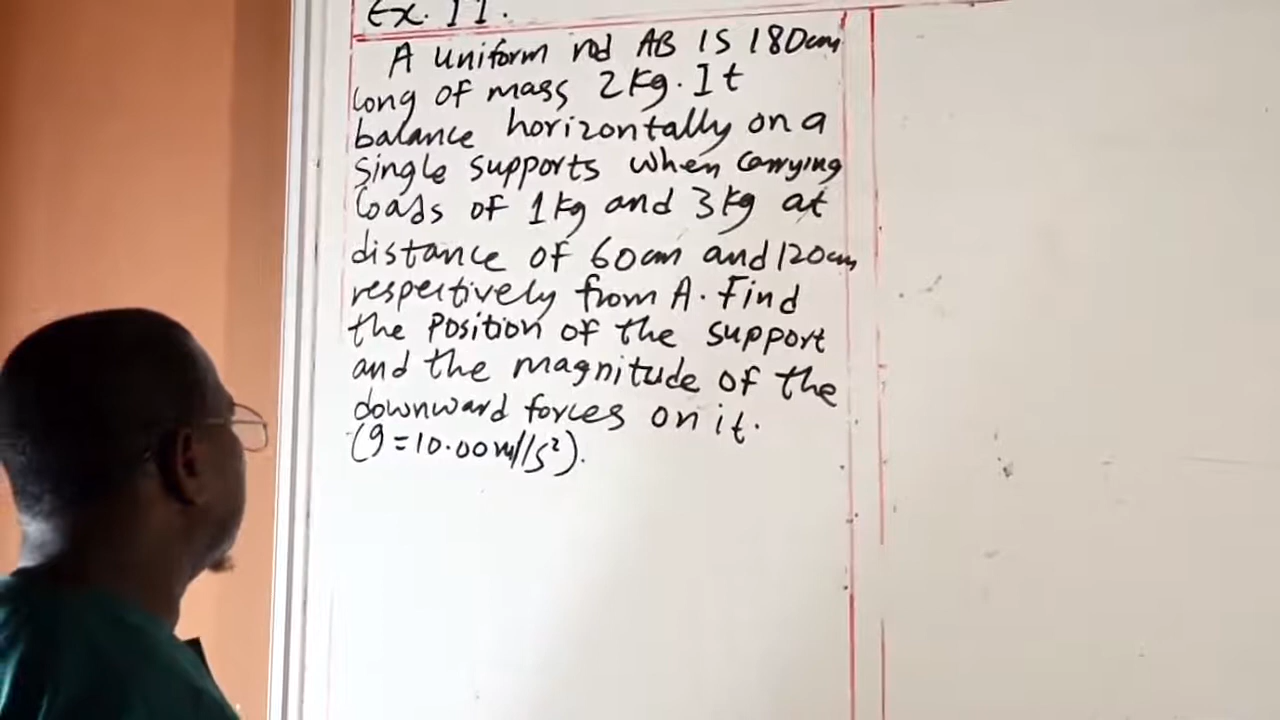 Ex. 11.
A uniform rod AB is 180cm
long of mass 2kg. It
balance horizontally on a
single supports when carrying
loads of 1kg and 3kg at
distance of 60cm and 120cm
respectively from A. Find
the position of the support
and the magnitude of the
downward forces on it.
(g=10.00m//s²).